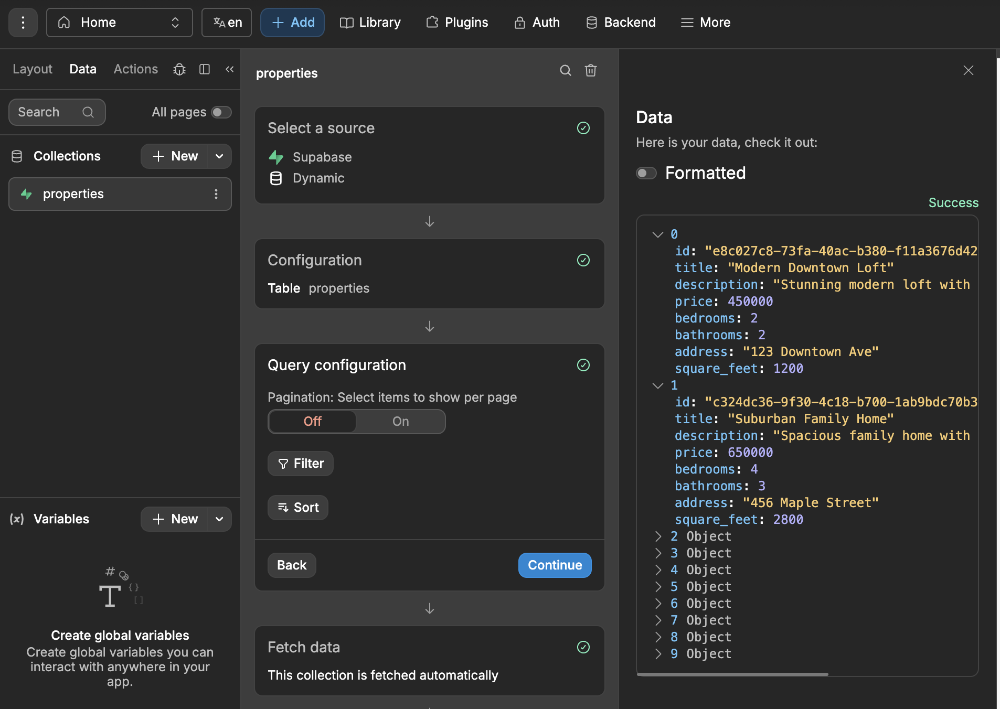 Home
en
Add
Library
Plugins
Auth
Backend
More
Layout
Data
Actions
Search
All pages
Collections
New
properties
Variables
New
#
{}
T
[]
Create global variables
Create global variables you can
interact with anywhere in your
app.
properties
Select a source
Supabase
Dynamic
Configuration
Table properties
Query configuration
Pagination: Select items to show per page
Off
On
Filter
Sort
Back
Continue
Fetch data
This collection is fetched automatically
Data
Here is your data, check it out:
Formatted
Success
0
id: "e8c027c8-73fa-40ac-b380-f11a3676d42
title: "Modern Downtown Loft"
description: "Stunning modern loft with
price: 450000
bedrooms: 2
bathrooms: 2
address: "123 Downtown Ave"
square_feet: 1200
1
id: "c324dc36-9f30-4c18-b700-1ab9bdc70b3
title: "Suburban Family Home"
description: "Spacious family home with
price: 650000
bedrooms: 4
bathrooms: 3
address: "456 Maple Street"
square_feet: 2800
2 Object
3 Object
4 Object
5 Object
6 Object
7 Object
8 Object
9 Object